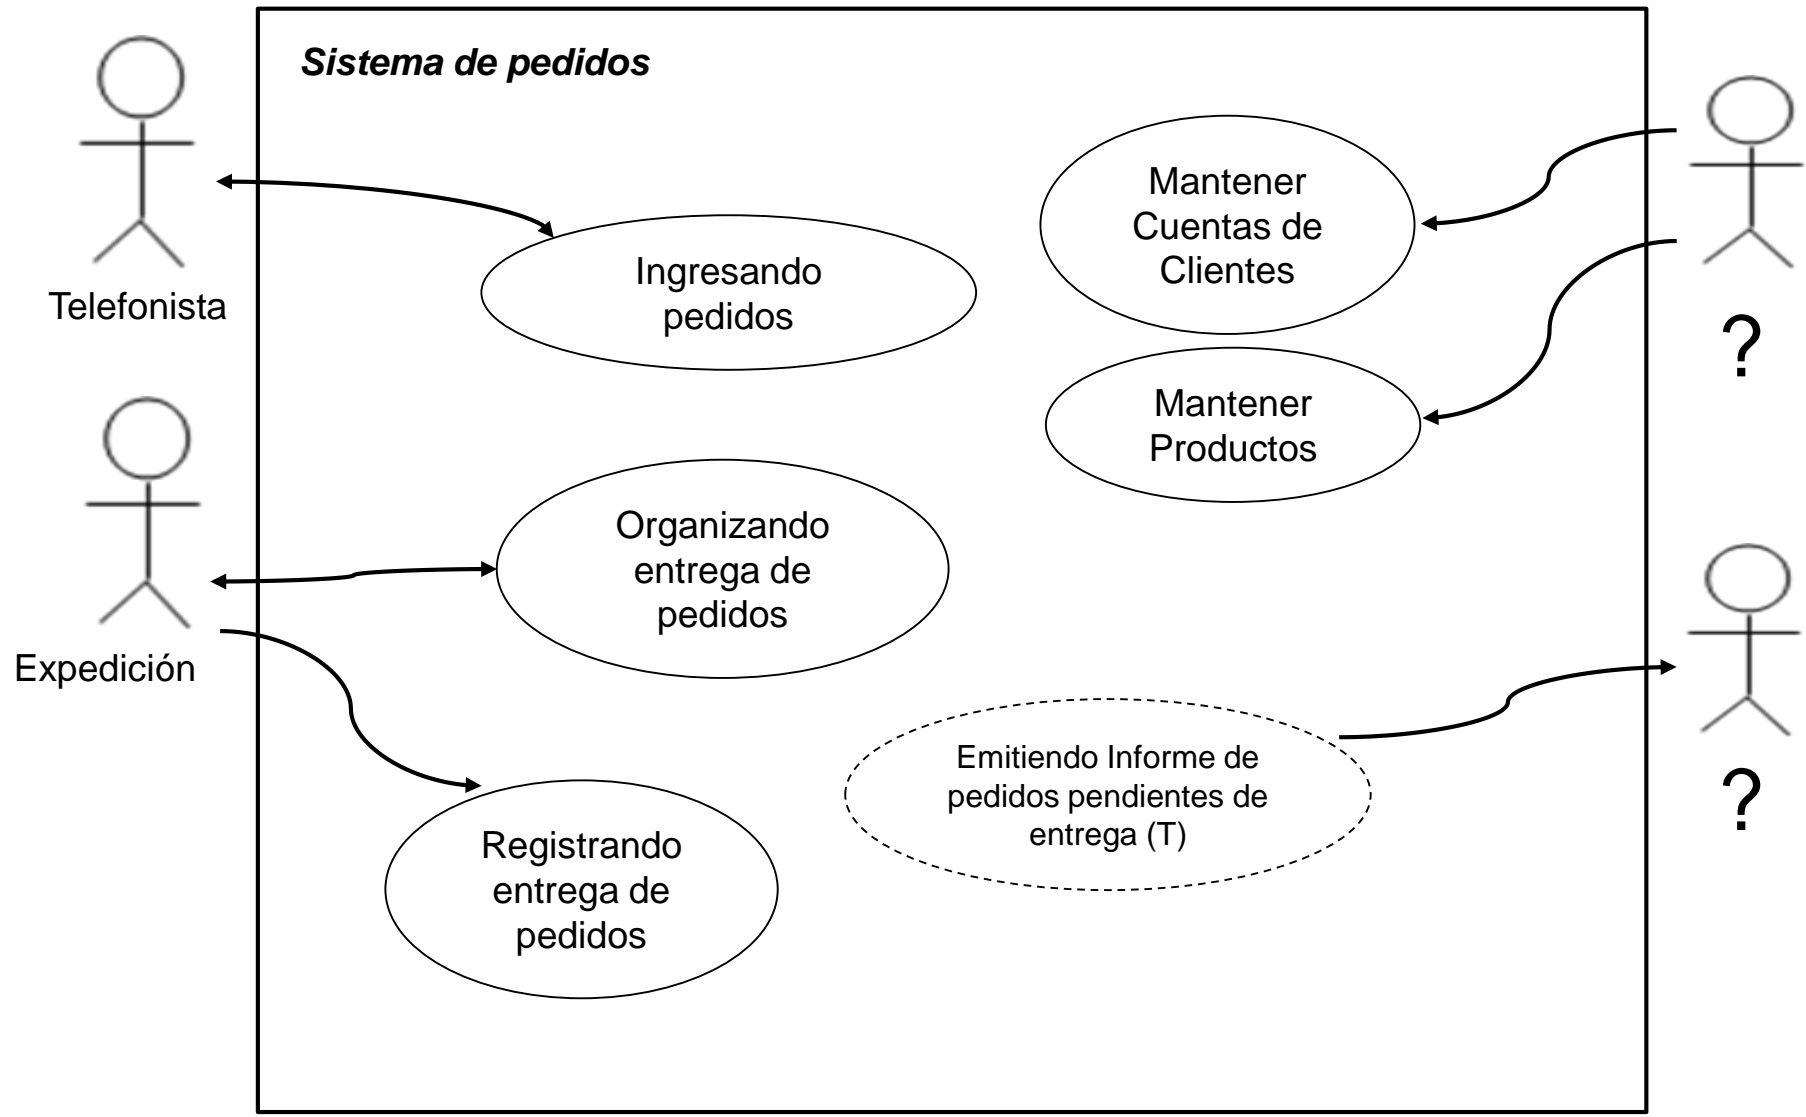 Sistema de pedidos
Telefonista
Ingresando
pedidos
Mantener
Cuentas de
Clientes
?
Mantener
Productos
Expedición
Organizando
entrega de
pedidos
Emitiendo Informe de
pedidos pendientes de
entrega (T)
?
Registrando
entrega de
pedidos